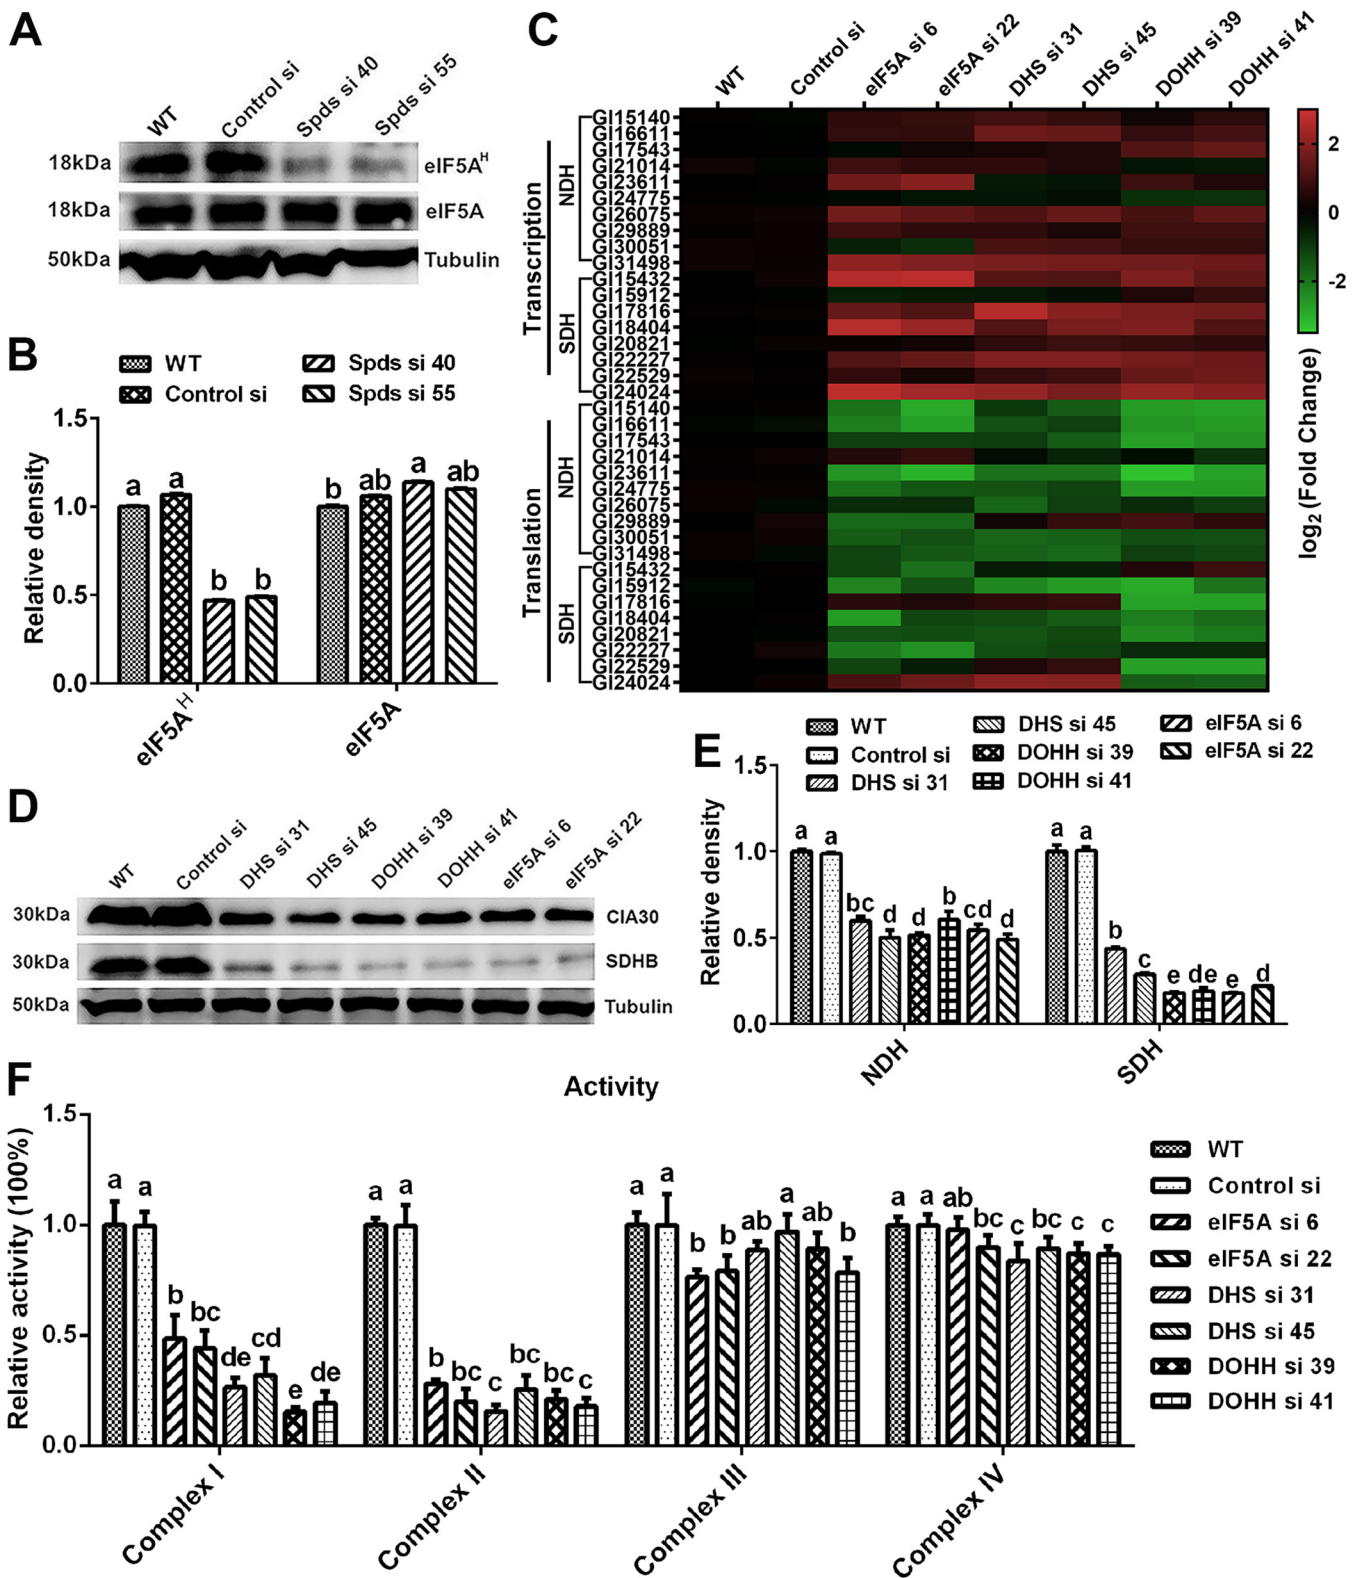 A
WT
Control si
Spds si 40
Spds si 55
18kDa
eIF5A^H
18kDa
eIF5A
50kDa
Tubulin
B
WT
Control si
Spds si 40
Spds si 55
Relative density
1.5
1.0
0.5
0.0
a
a
b
b
b
ab
a
ab
eIF5A^H
eIF5A
C
WT
Control si
eIF5A si 6
eIF5A si 22
DHS si 31
DHS si 45
DOHH si 39
DOHH si 41
Transcription
NDH
SDH
GI15140
GI16611
GI17543
GI21014
GI23611
GI24775
GI26075
GI29889
GI30051
GI31498
GI15432
GI15912
GI17816
GI18404
GI20821
GI22227
GI22529
GI24024
Translation
NDH
SDH
GI15140
GI16611
GI17543
GI21014
GI23611
GI24775
GI26075
GI29889
GI30051
GI31498
GI15432
GI15912
GI17816
GI18404
GI20821
GI22227
GI22529
GI24024
2
0
-2
log2 (Fold Change)
D
WT
Control si
DHS si 31
DHS si 45
DOHH si 39
DOHH si 41
eIF5A si 6
eIF5A si 22
30kDa
CIA30
30kDa
SDHB
50kDa
Tubulin
E
WT
Control si
DHS si 31
DHS si 45
DOHH si 39
DOHH si 41
eIF5A si 6
eIF5A si 22
Relative density
1.5
1.0
0.5
0.0
a
a
bc
d
d
b
cd
d
a
a
b
c
e
de
e
d
NDH
SDH
F
Activity
Relative activity (100%)
1.5
1.0
0.5
0.0
a
a
b
bc
de
cd
e
de
a
a
b
bc
c
bc
bc
c
a
a
b
b
ab
a
ab
b
a
a
ab
bc
c
bc
c
c
Complex I
Complex II
Complex III
Complex IV
WT
Control si
eIF5A si 6
eIF5A si 22
DHS si 31
DHS si 45
DOHH si 39
DOHH si 41